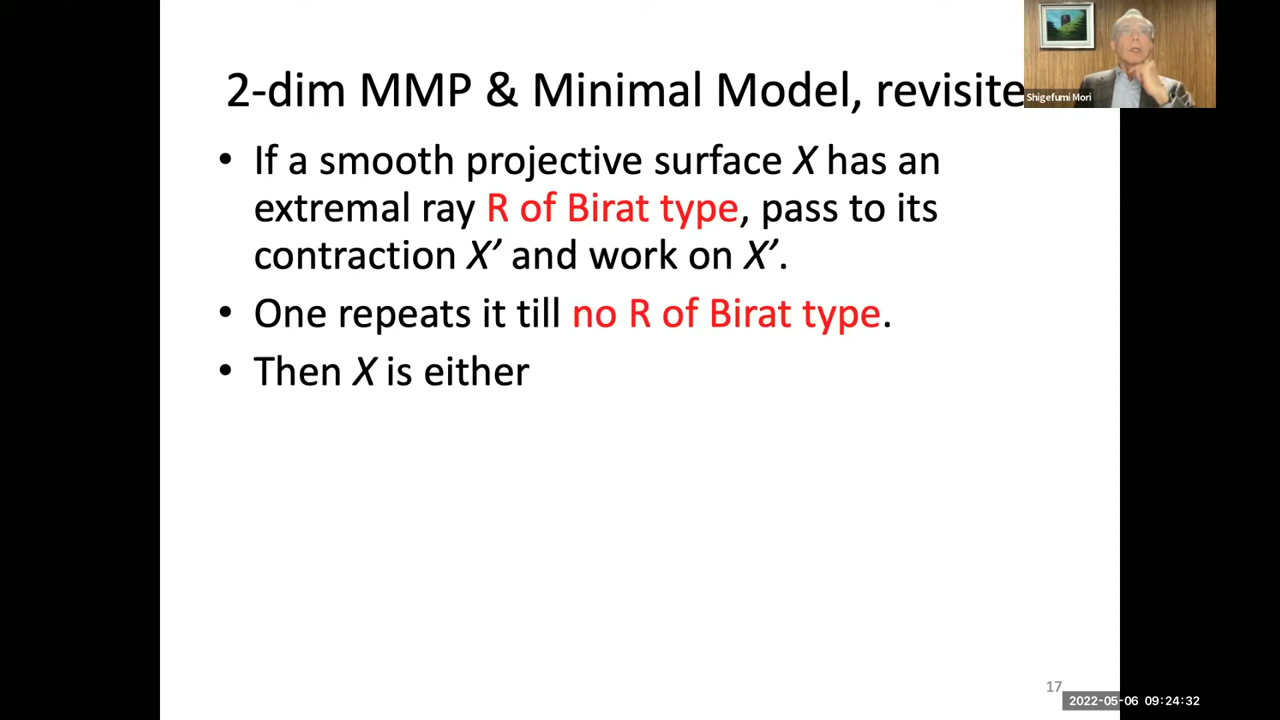 2-dim MMP & Minimal Model, revisite
Shigefumi Mori
• If a smooth projective surface X has an
extremal ray R of Birat type, pass to its
contraction X’ and work on X’.
• One repeats it till no R of Birat type.
• Then X is either
17
2022-05-06 09:24:32